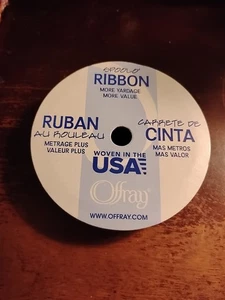 SPOOLO'
RIBBON
MORE YARDAGE
MORE VALUE
RUBAN
AU ROULEAU
METRAGE PLUS
VALEUR PLUS
CARRETE DE
CINTA
MAS METROS
MAS VALOR
WOVEN IN THE
USA
Offray
WWW.OFFRAY.COM